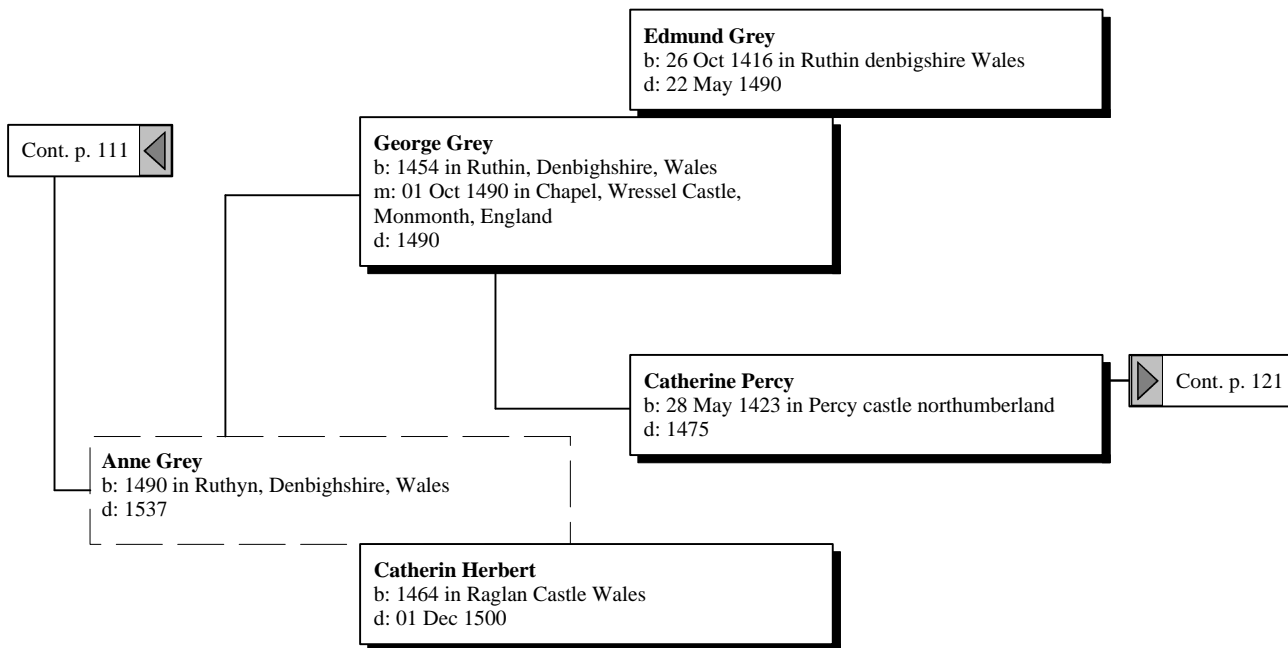 Edmund Grey
b: 26 Oct 1416 in Ruthin denbigshire Wales
d: 22 May 1490
Cont. p. 111
George Grey
b: 1454 in Ruthin, Denbighshire, Wales
m: 01 Oct 1490 in Chapel, Wressel Castle,
Monmonth, England
d: 1490
Catherine Percy
b: 28 May 1423 in Percy castle northumberland
d: 1475
Cont. p. 121
Anne Grey
b: 1490 in Ruthyn, Denbighshire, Wales
d: 1537
Catherin Herbert
b: 1464 in Raglan Castle Wales
d: 01 Dec 1500